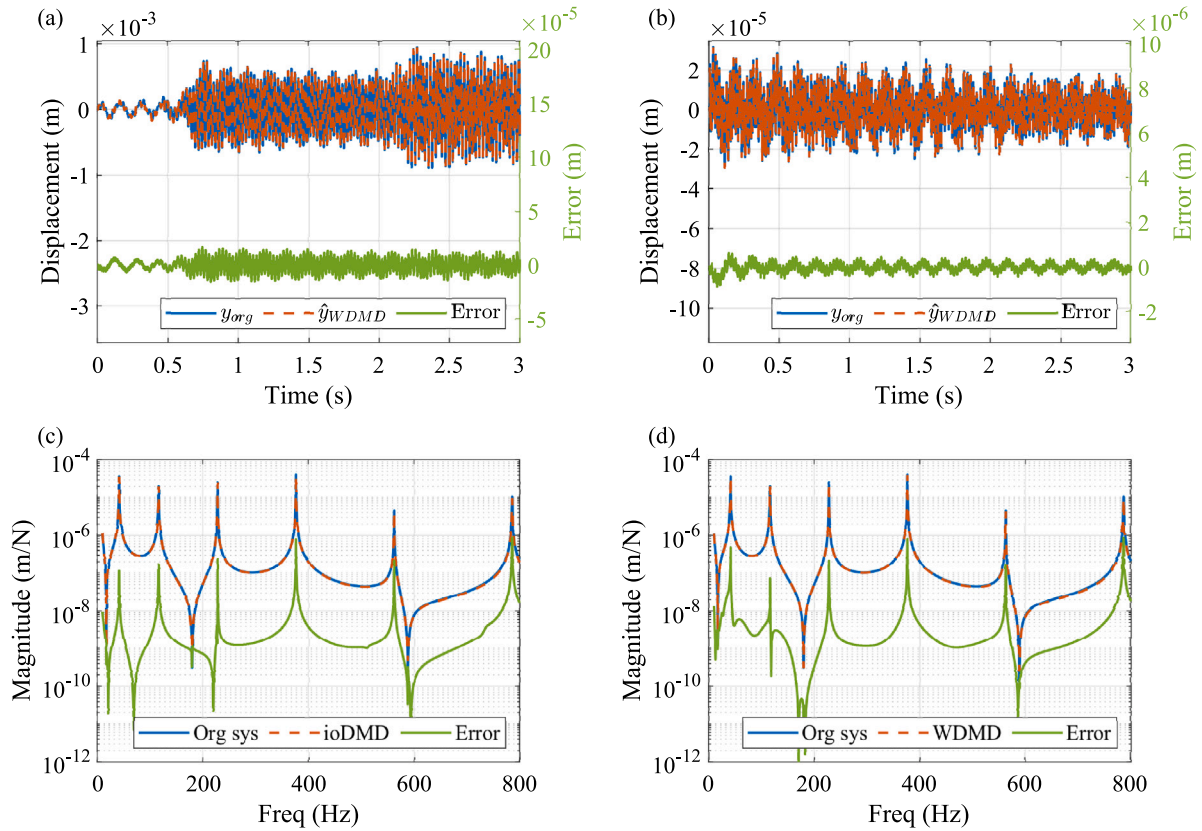 (a)
×10⁻³
×10⁻⁵
1
0
-1
-2
-3
20
15
10
5
0
-5
Displacement (m)
Error (m)
y_org ŷ_WDMD Error
0 0.5 1 1.5 2 2.5 3
Time (s)
(b)
×10⁻⁵
×10⁻⁶
2
0
-2
-5
-8
-10
10
8
6
4
2
0
-2
Displacement (m)
Error (m)
y_org ŷ_WDMD Error
0 0.5 1 1.5 2 2.5 3
Time (s)
(c)
10⁻⁴
10⁻⁶
10⁻⁸
10⁻¹⁰
10⁻¹²
Magnitude (m/N)
Org sys ioDMD Error
0 200 400 600 800
Freq (Hz)
(d)
10⁻⁴
10⁻⁶
10⁻⁸
10⁻¹⁰
10⁻¹²
Magnitude (m/N)
Org sys WDMD Error
0 200 400 600 800
Freq (Hz)